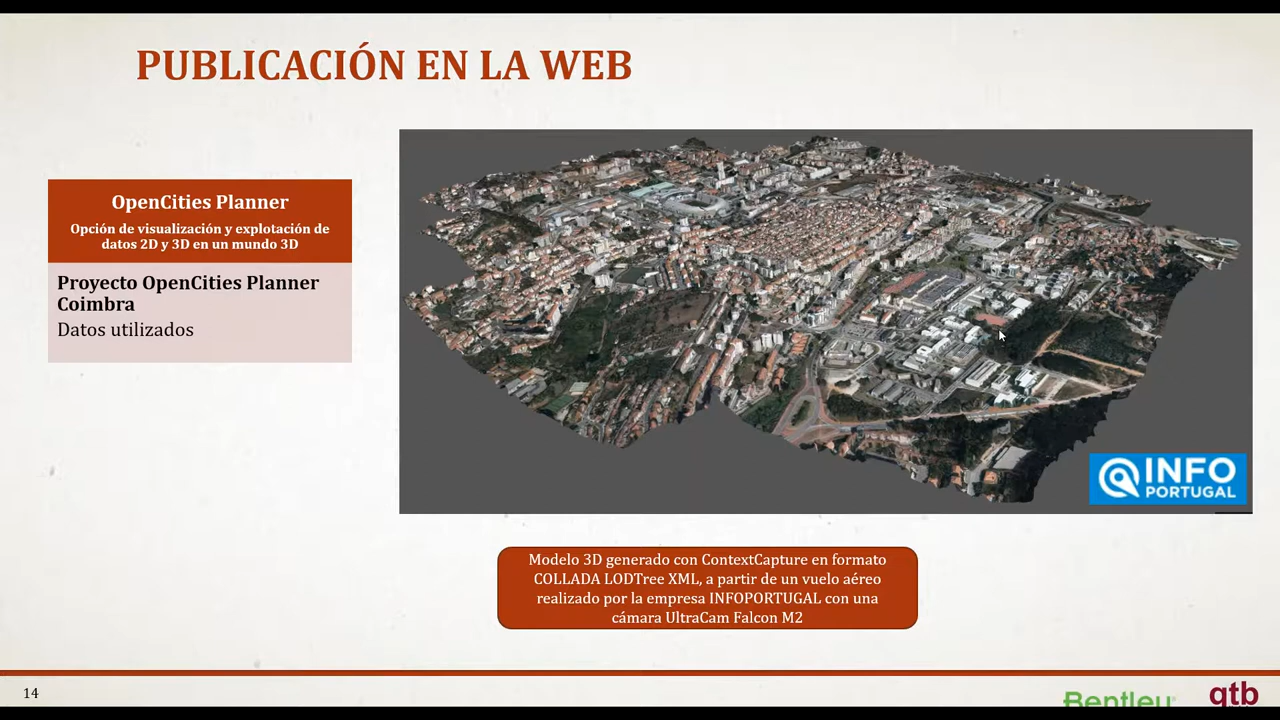 PUBLICACIÓN EN LA WEB
OpenCities Planner
Opción de visualización y explotación de
datos 2D y 3D en un mundo 3D
Proyecto OpenCities Planner
Coimbra
Datos utilizados
INFO
PORTUGAL
Modelo 3D generado con ContextCapture en formato
COLLADA LODTree XML, a partir de un vuelo aéreo
realizado por la empresa INFOPORTUGAL con una
cámara UltraCam Falcon M2
14
Bentley
gtb